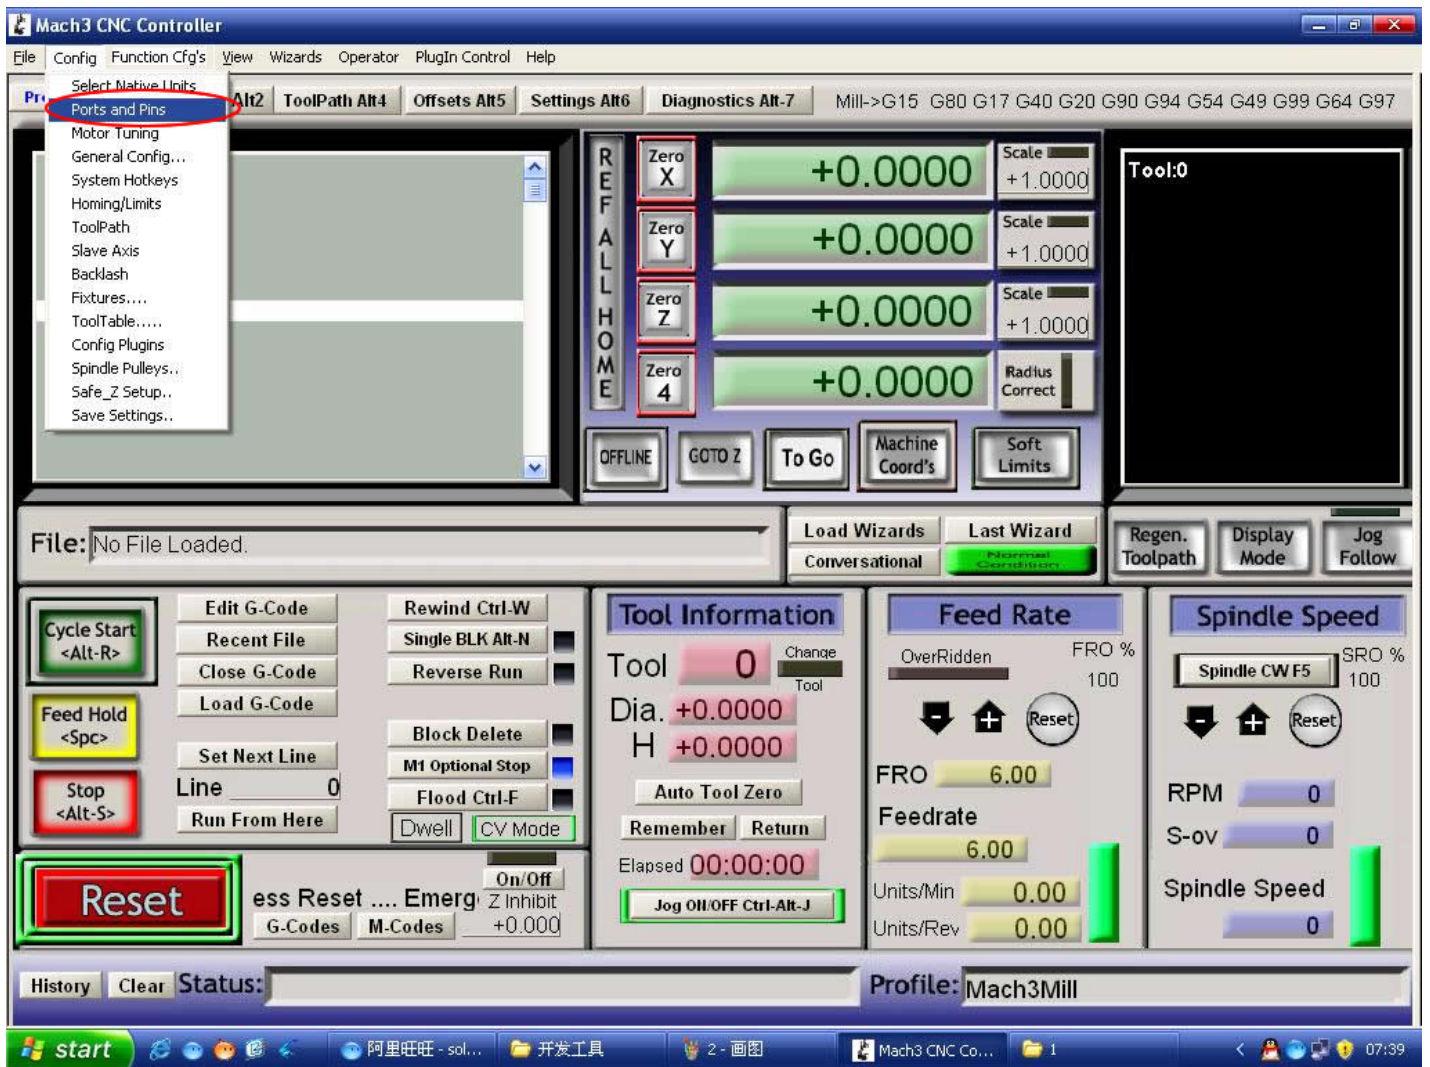 Mach3 CNC Controller
File Config Function Cfg's View Wizards Operator PlugIn Control Help
Select Native Units
Ports and Pins
Motor Tuning
General Config...
System Hotkeys
Homing/Limits
ToolPath
Slave Axis
Backlash
Fixtures....
ToolTable.....
Config Plugins
Spindle Pulleys..
Safe_Z Setup..
Save Settings..
Alt2 ToolPath Alt4 Offsets Alt5 Settings Alt6 Diagnostics Alt-7
Mill->G15 G80 G17 G40 G20 G90 G94 G54 G49 G99 G64 G97
REF ALL HOME
Zero X +0.0000 Scale +1.0000
Zero Y +0.0000 Scale +1.0000
Zero Z +0.0000 Scale +1.0000
Zero 4 +0.0000 Radius Correct
OFFLINE GOTO Z To Go Machine Coord's Soft Limits
Tool:0
File: No File Loaded.
Load Wizards Last Wizard
Conversational Normal Condition
Regen. Toolpath Display Mode Jog Follow
Cycle Start <Alt-R>
Feed Hold <Spc>
Stop <Alt-S>
Edit G-Code
Recent File
Close G-Code
Load G-Code
Set Next Line
Line 0
Run From Here
Rewind Ctrl-W
Single BLK Alt-N
Reverse Run
Block Delete
M1 Optional Stop
Flood Ctrl-F
Dwell CV Mode
Reset
ess Reset .... Emerg
On/Off
Z Inhibit
+0.000
G-Codes M-Codes
Tool Information
Tool 0 Change Tool
Dia. +0.0000
H +0.0000
Auto Tool Zero
Remember Return
Elapsed 00:00:00
Jog ON/OFF Ctrl-Alt-J
Feed Rate
OverRidden FRO % 100
Reset
FRO 6.00
Feedrate
6.00
Units/Min 0.00
Units/Rev 0.00
Spindle Speed
Spindle CW F5 SRO % 100
Reset
RPM 0
S-ov 0
Spindle Speed
0
History Clear Status:
Profile: Mach3Mill
start 阿里旺旺 - sol... 开发工具 2 - 画图 Mach3 CNC Co... 1 07:39